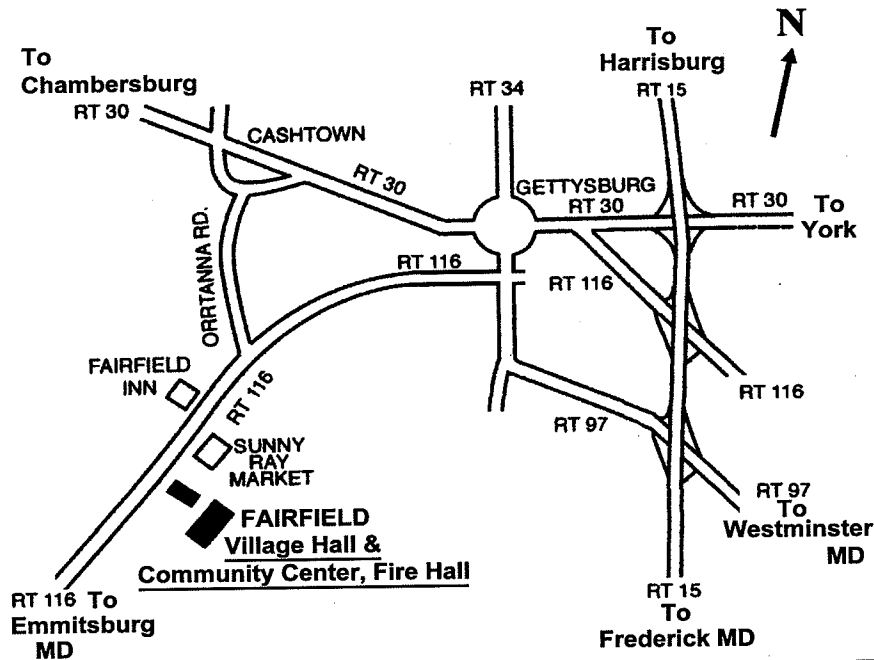 N
To
Chambersburg
RT 30
CASHTOWN
RT 30
RT 34
To
Harrisburg
RT 15
GETTYSBURG
RT 30
RT 30
To
York
ORRTANNA RD.
RT 116
RT 116
RT 116
FAIRFIELD
INN
RT 116
SUNNY
RAY
MARKET
RT 97
RT 97
To
Westminster
MD
FAIRFIELD
Village Hall &
Community Center, Fire Hall
RT 116 To
Emmitsburg
MD
RT 15
To
Frederick MD